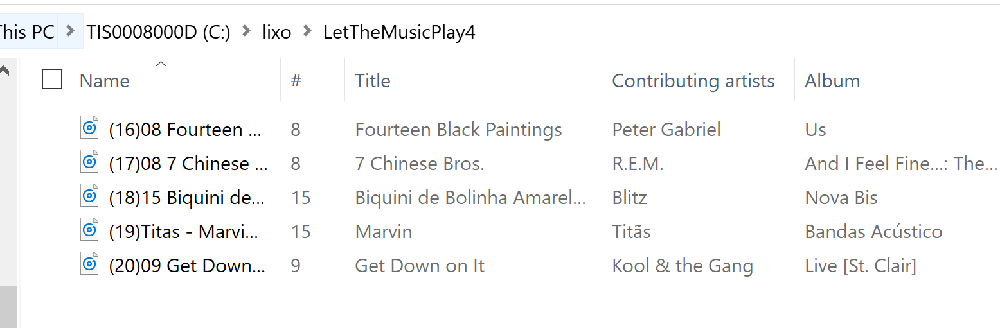 This PC > TIS0008000D (C:) > lixo > LetTheMusicPlay4
Name # Title Contributing artists Album
(16)08 Fourteen ... 8 Fourteen Black Paintings Peter Gabriel Us
(17)08 7 Chinese ... 8 7 Chinese Bros. R.E.M. And I Feel Fine...: The...
(18)15 Biquini de... 15 Biquini de Bolinha Amarel... Blitz Nova Bis
(19)Titas - Marvi... 15 Marvin Titãs Bandas Acústico
(20)09 Get Down... 9 Get Down on It Kool & the Gang Live [St. Clair]